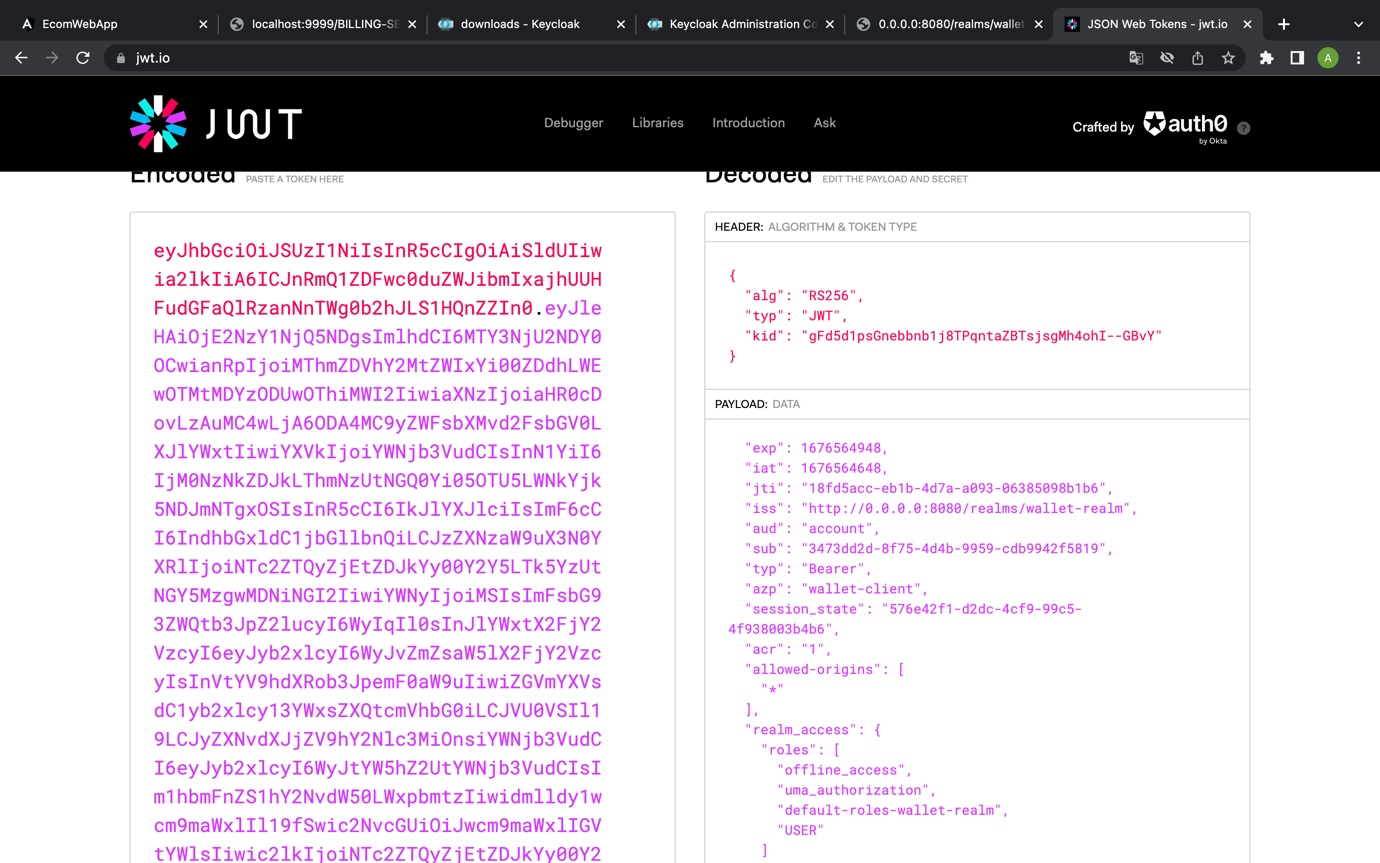 EcomWebApp
localhost:9999/BILLING-SE
downloads - Keycloak
Keycloak Administration Co
0.0.0.0:8080/realms/wallet
JSON Web Tokens - jwt.io
jwt.io
A
JWT
Debugger
Libraries
Introduction
Ask
Crafted by
auth0
by Okta
?
Encoded PASTE A TOKEN HERE
Decoded EDIT THE PAYLOAD AND SECRET
eyJhbGciOiJSUzI1NiIsInR5cCIgOiAiSldUIiw
ia2lkIiA6ICJnRmQ1ZDFwc0duZWJibmIxajhUUH
FudGFaQlRzanNnTWg0b2hJLS1HQnZZIn0.eyJle
HAiOjE2NzY1NjQ5NDgsImlhdCI6MTY3NjU2NDY0
OCwianRpIjoiMThmZDVhY2MtZWIxYi00ZDdhLWE
wOTMtMDYzODUwOThiMWI2IiwiaXNzIjoiaHR0cD
ovLzAuMC4wLjA6ODA4MC9yZWFsbXMvd2FsbGV0L
XJlYWxtIiwiYXVkIjoiYWNjb3VudCIsInN1YiI6
IjM0NzNkZDJkLThmNzUtNGQ0Yi05OTU5LWNkYjk
5NDJmNTgxOSIsInR5cCI6IkJlYXJlciIsImF6cC
I6IndhbGxldC1jbGllbnQiLCJzZXNzaW9uX3N0Y
XRlIjoiNTc2ZTQyZjEtZDJkYy00Y2Y5LTk5YzUt
NGY5MzgwMDNiNGI2IiwiYWNyIjoiMSIsImFsbG9
3ZWQtb3JpZ2lucyI6WyIqIl0sInJlYWxtX2FjY2
VzcyI6eyJyb2xlcyI6WyJvZmZsaW5lX2FjY2Vzc
yIsInVtYV9hdXRob3JpemF0aW9uIiwiZGVmYXVs
dC1yb2xlcy13YWxsZXQtcmVhbG0iLCJVU0VSIl1
9LCJyZXNvdXJjZV9hY2Nlc3MiOnsiYWNjb3VudC
I6eyJyb2xlcyI6WyJtYW5hZ2UtYWNjb3VudCIsI
m1hbmFnZS1hY2NvdW50LWxpbmtzIiwidmlldy1w
cm9maWxlIl19fSwic2NvcGUiOiJwcm9maWxlIGV
tYWlsIiwic2lkIjoiNTc2ZTQyZjEtZDJkYy00Y2
HEADER: ALGORITHM & TOKEN TYPE
{
"alg": "RS256",
"typ": "JWT",
"kid": "gFd5d1psGnebbnb1j8TPqntaZBTsjsgMh4ohI--GBvY"
}
PAYLOAD: DATA
"exp": 1676564948,
"iat": 1676564648,
"jti": "18fd5acc-eb1b-4d7a-a093-06385098b1b6",
"iss": "http://0.0.0.0:8080/realms/wallet-realm",
"aud": "account",
"sub": "3473dd2d-8f75-4d4b-9959-cdb9942f5819",
"typ": "Bearer",
"azp": "wallet-client",
"session_state": "576e42f1-d2dc-4cf9-99c5-
4f938003b4b6",
"acr": "1",
"allowed-origins": [
"*"
],
"realm_access": {
"roles": [
"offline_access",
"uma_authorization",
"default-roles-wallet-realm",
"USER"
]